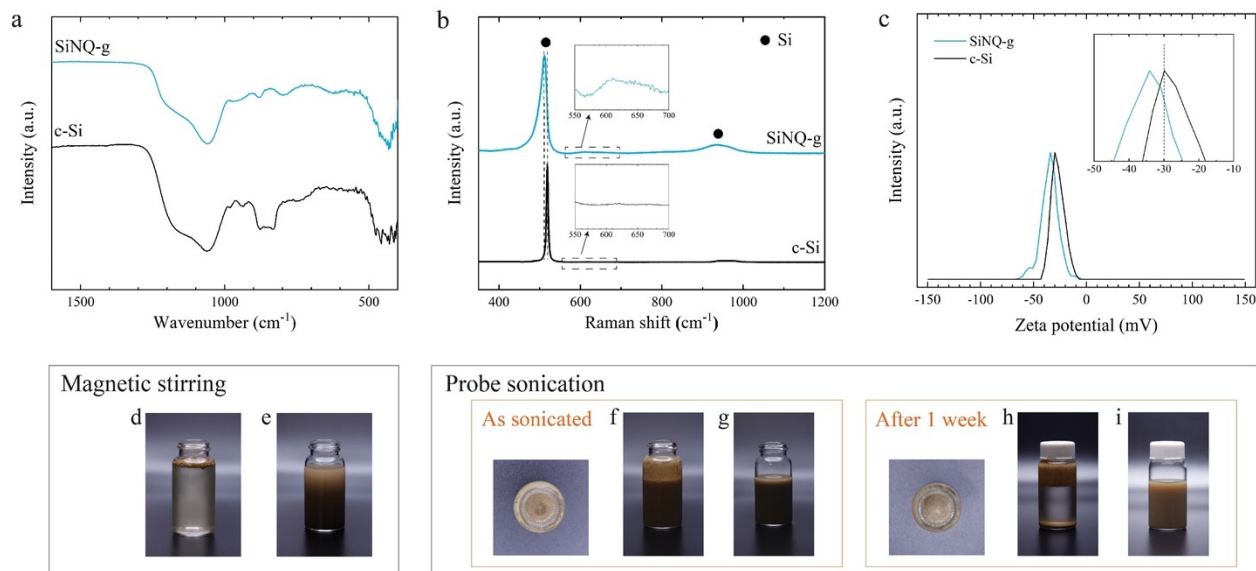 a
SiNQ-g
c-Si
Intensity (a.u.)
1500 1000 500
Wavenumber (cm⁻¹)
b
Si
550 600 650 700
SiNQ-g
550 600 650 700
c-Si
Intensity (a.u.)
400 600 800 1000 1200
Raman shift (cm⁻¹)
c
SiNQ-g
c-Si
-50 -40 -30 -20 -10
Intensity (a.u.)
-150 -100 -50 0 50 100 150
Zeta potential (mV)
Magnetic stirring
d e
Probe sonication
As sonicated f g
After 1 week h i